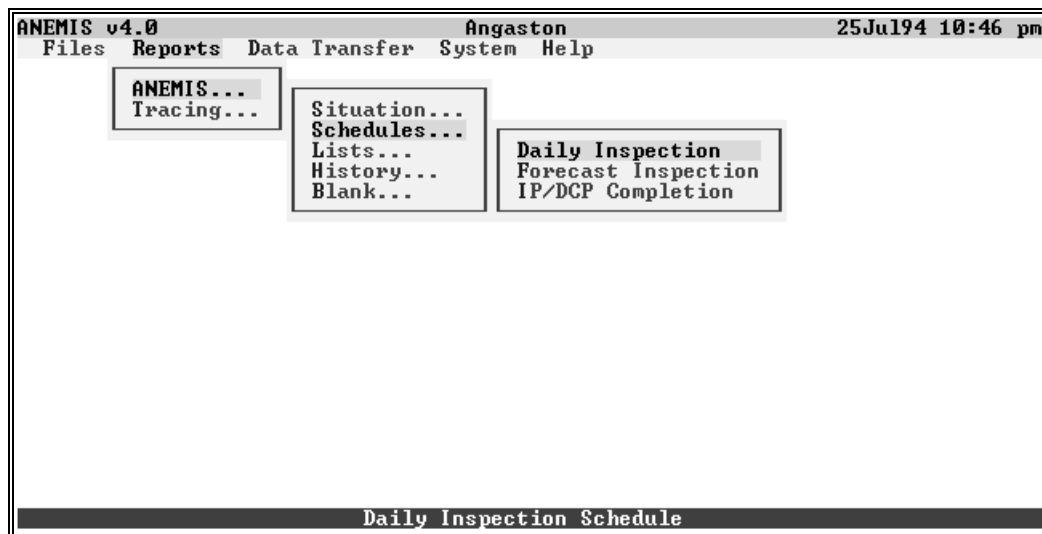 ANEMIS v4.0 Angaston 25Jul94 10:46 pm
Files Reports Data Transfer System Help
ANEMIS...
Tracing...
Situation...
Schedules...
Lists...
History...
Blank...
Daily Inspection
Forecast Inspection
IP/DCP Completion
Daily Inspection Schedule